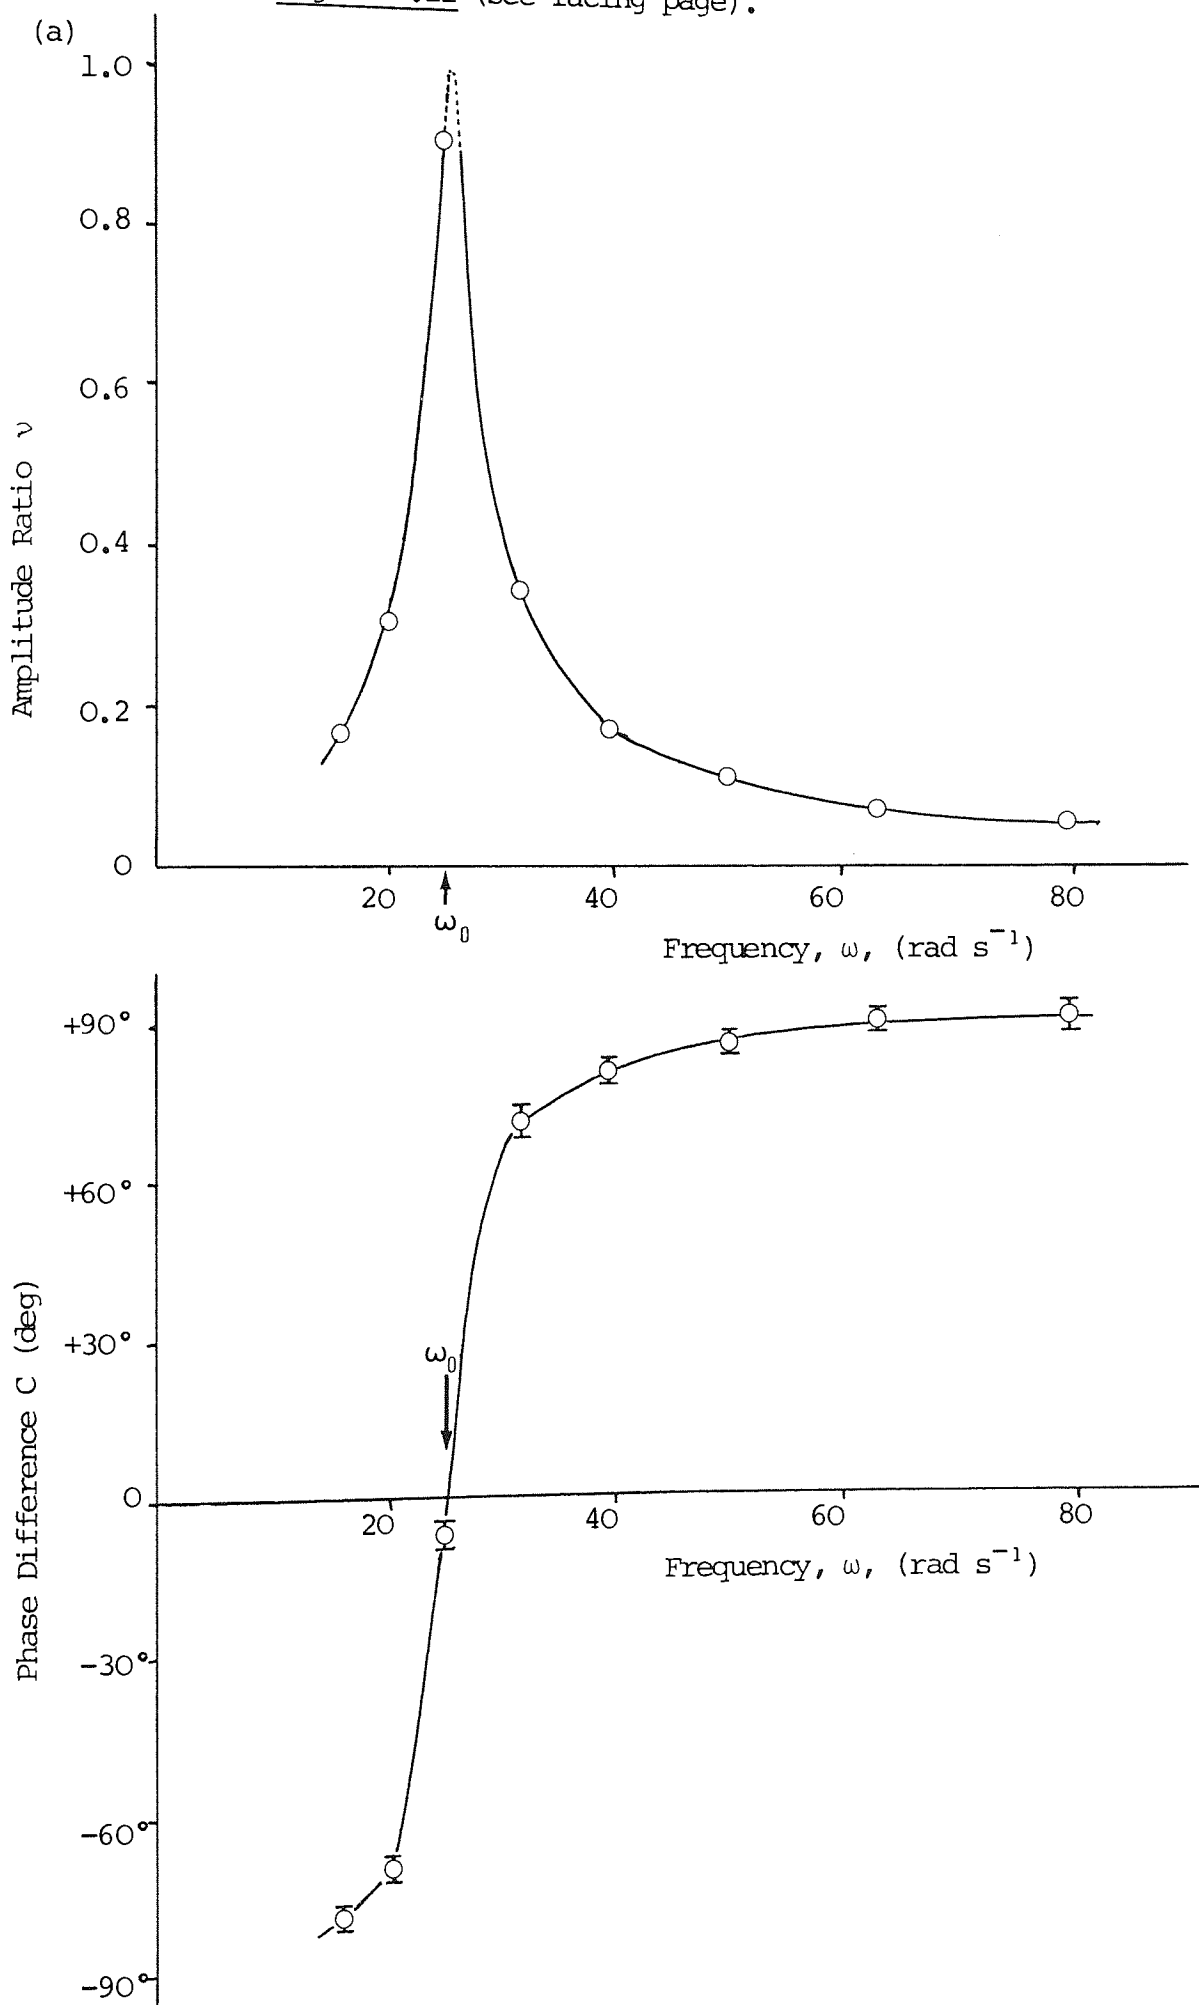 (see facing page).
(a)
1.0
0.8
0.6
0.4
0.2
0
Amplitude Ratio ν
20
40
60
80
ω₀
Frequency, ω, (rad s⁻¹)
+90°
+60°
+30°
0
-30°
-60°
-90°
Phase Difference C (deg)
ω₀
20
40
60
80
Frequency, ω, (rad s⁻¹)